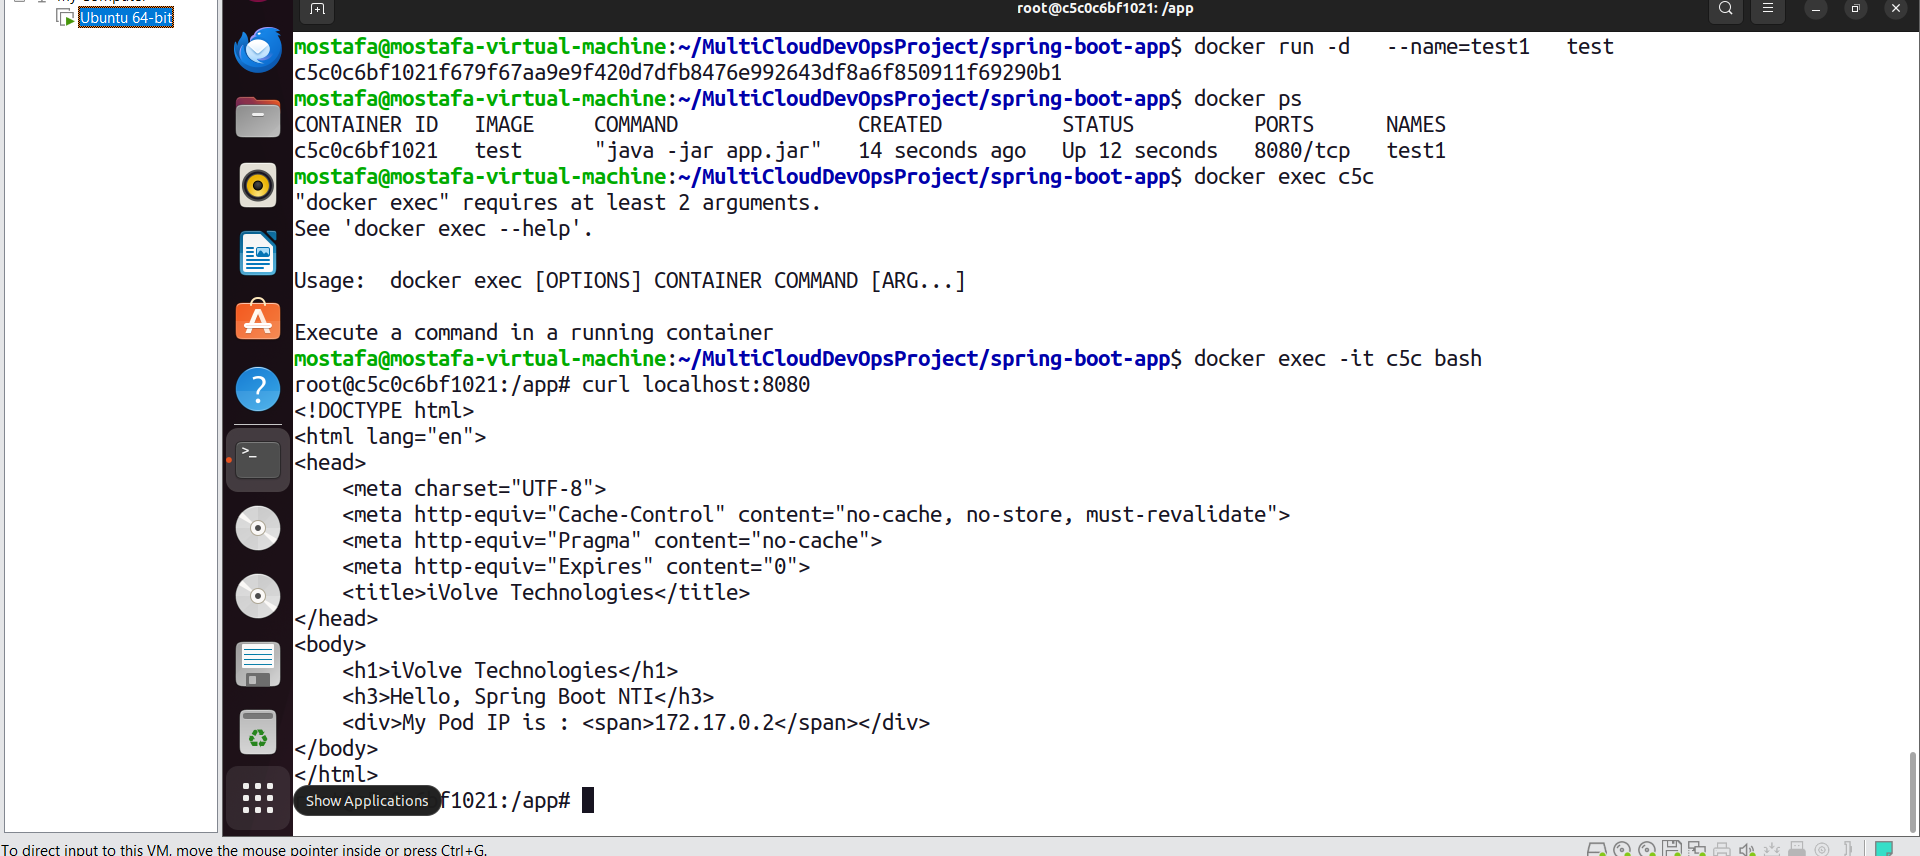 Ubuntu 64-bit
root@c5c0c6bf1021: /app
mostafa@mostafa-virtual-machine:~/MultiCloudDevOpsProject/spring-boot-app$ docker run -d   --name=test1   test
c5c0c6bf1021f679f67aa9e9f420d7dfb8476e992643df8a6f850911f69290b1
mostafa@mostafa-virtual-machine:~/MultiCloudDevOpsProject/spring-boot-app$ docker ps
CONTAINER ID   IMAGE     COMMAND               CREATED          STATUS          PORTS      NAMES
c5c0c6bf1021   test      "java -jar app.jar"   14 seconds ago   Up 12 seconds   8080/tcp   test1
mostafa@mostafa-virtual-machine:~/MultiCloudDevOpsProject/spring-boot-app$ docker exec c5c
"docker exec" requires at least 2 arguments.
See 'docker exec --help'.
Usage:  docker exec [OPTIONS] CONTAINER COMMAND [ARG...]
Execute a command in a running container
mostafa@mostafa-virtual-machine:~/MultiCloudDevOpsProject/spring-boot-app$ docker exec -it c5c bash
root@c5c0c6bf1021:/app# curl localhost:8080
<!DOCTYPE html>
<html lang="en">
<head>
    <meta charset="UTF-8">
    <meta http-equiv="Cache-Control" content="no-cache, no-store, must-revalidate">
    <meta http-equiv="Pragma" content="no-cache">
    <meta http-equiv="Expires" content="0">
    <title>iVolve Technologies</title>
</head>
<body>
    <h1>iVolve Technologies</h1>
    <h3>Hello, Spring Boot NTI</h3>
    <div>My Pod IP is : <span>172.17.0.2</span></div>
</body>
</html>
Show Applications f1021:/app#
To direct input to this VM, move the mouse pointer inside or press Ctrl+G.